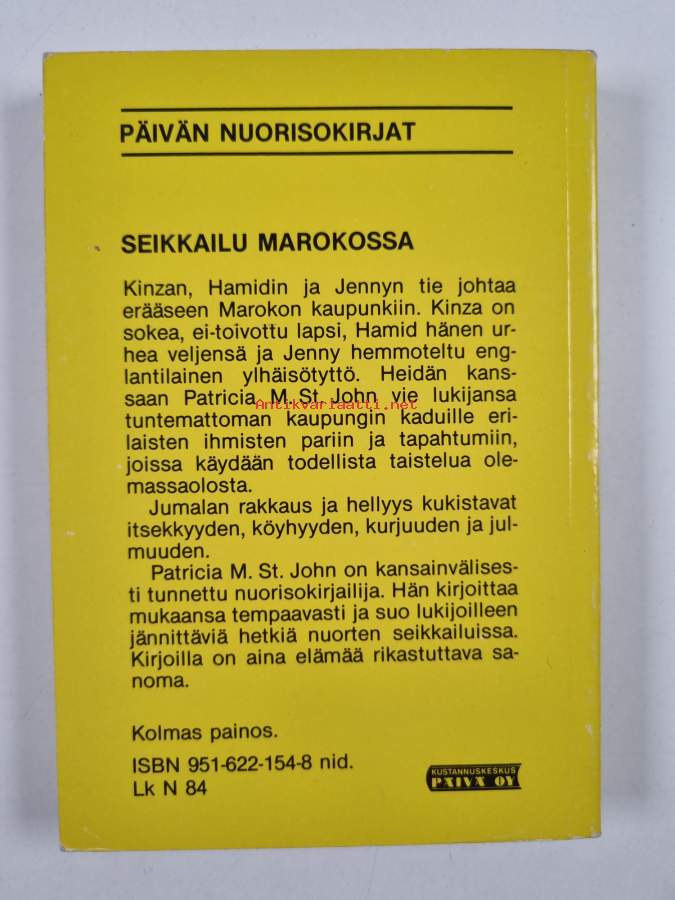 PÄIVÄN NUORISOKIRJAT
SEIKKAILU MAROKOSSA
Kinzan, Hamidin ja Jennyn tie johtaa
erääseen Marokon kaupunkiin. Kinza on
sokea, ei-toivottu lapsi, Hamid hänen ur-
hea veljensä ja Jenny hemmoteltu eng-
lantilainen ylhäisötyttö. Heidän kans-
saan Patricia M. St. John vie lukijansa
Antikvariaatti.net
tuntemattoman kaupungin kaduille eri-
laisten ihmisten pariin ja tapahtumiin,
joissa käydään todellista taistelua ole-
massaolosta.
Jumalan rakkaus ja hellyys kukistavat
itsekkyyden, köyhyyden, kurjuuden ja jul-
muuden.
Patricia M. St. John on kansainvälises-
ti tunnettu nuorisokirjailija. Hän kirjoittaa
mukaansa tempaavasti ja suo lukijoilleen
jännittäviä hetkiä nuorten seikkailuissa.
Kirjoilla on aina elämää rikastuttava sa-
noma.
Kolmas painos.
ISBN 951-622-154-8 nid.
Lk N 84
KUSTANNUSKESKUS
PÄIVÄ OY